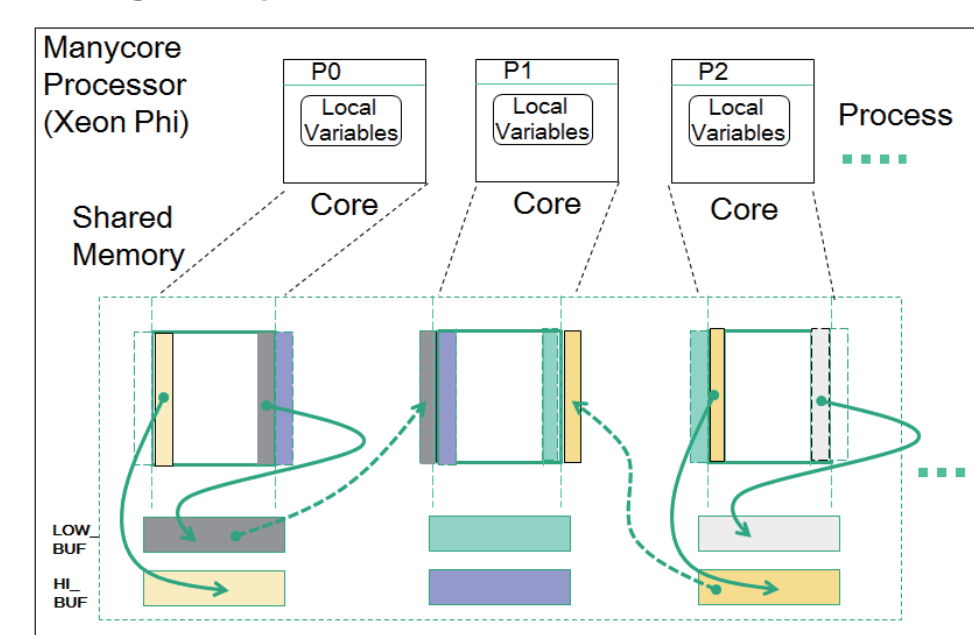 Manycore
Processor
(Xeon Phi)
P0
Local
Variables
P1
Local
Variables
P2
Local
Variables
Process
Core
Core
Core
Shared
Memory
LOW_
BUF
HI_
BUF